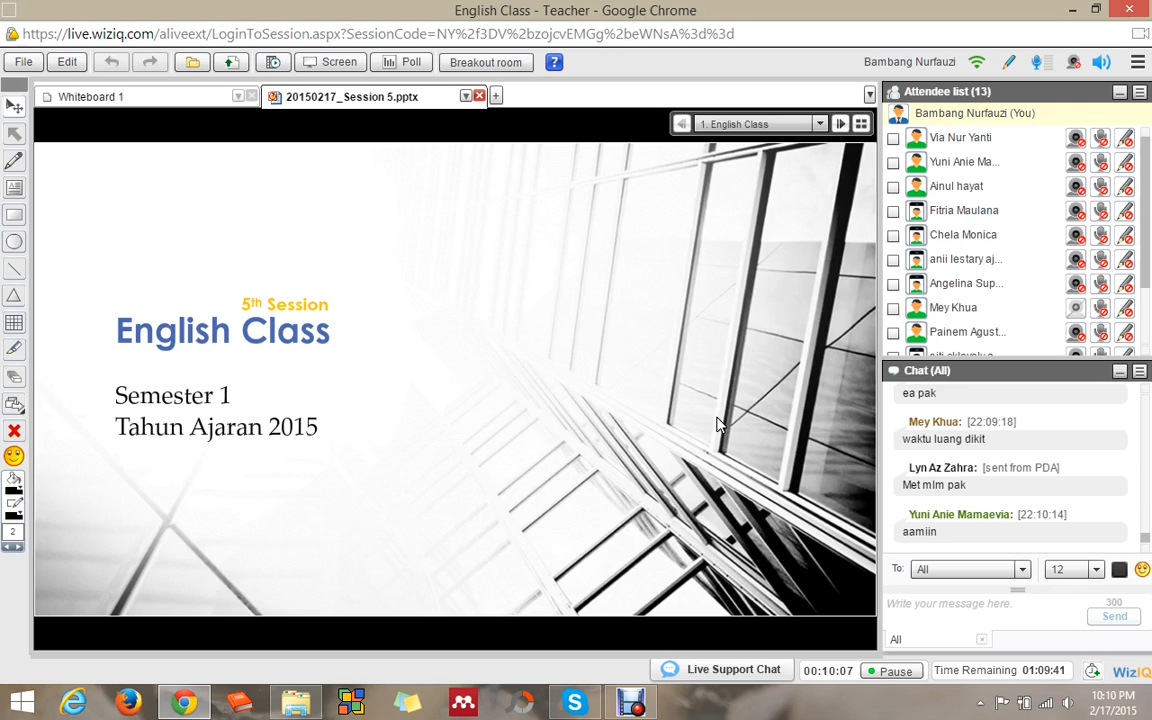 English Class - Teacher - Google Chrome
https://live.wiziq.com/aliveext/LoginToSession.aspx?SessionCode=NY%2f3DV%2bzojcvEMGg%2beWNsA%3d%3d
File Edit Screen Poll Breakout room ? Bambang Nurfauzi
Whiteboard 1
20150217_Session 5.pptx
1. English Class
5th Session
English Class
Semester 1
Tahun Ajaran 2015
2
Attendee list (13)
Bambang Nurfauzi (You)
Via Nur Yanti
Yuni Anie Ma...
Ainul hayat
Fitria Maulana
Chela Monica
anii lestary aj...
Angelina Sup...
Mey Khua
Painem Agust...
Chat (All)
ea pak
Mey Khua: [22:09:18]
waktu luang dikit
Lyn Az Zahra: [sent from PDA]
Met mlm pak
Yuni Anie Mamaevia: [22:10:14]
aamiin
To: All 12
Write your message here. 300
Send
All
Live Support Chat 00:10:07 Pause Time Remaining 01:09:41 WizIQ
10:10 PM
2/17/2015